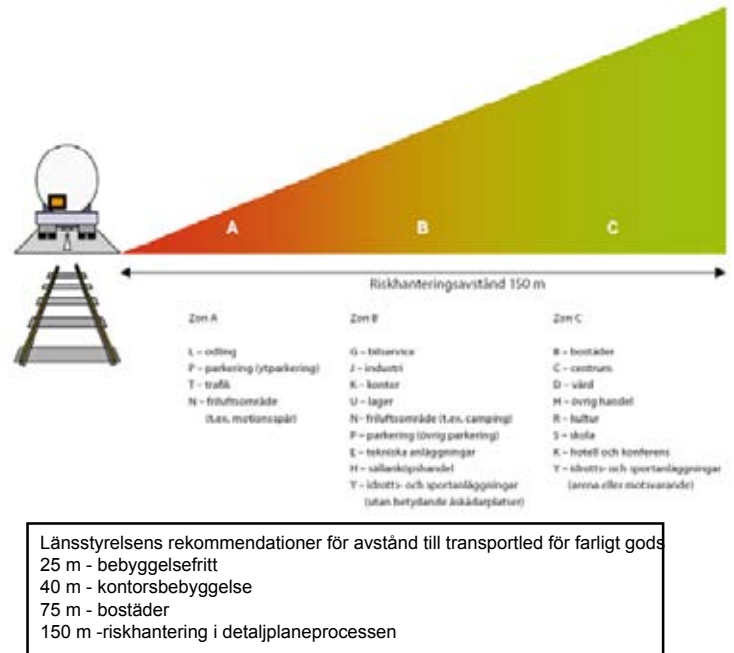 A
B
C
Riskhanteringsavstånd 150 m
Zon A
L – odling
P – parkering (ytparkering)
T – trafik
N – friluftsområde
(t.ex. motionsspår)
Zon B
G – bilservice
J – industri
K – kontor
U – lager
N – friluftsområde (t.ex. camping)
P – parkering (övrig parkering)
E – tekniska anläggningar
H – sällanköpshandel
Y – idrotts- och sportanläggningar
(utan betydande åskådarplatser)
Zon C
B – bostäder
C – centrum
D – vård
H – övrig handel
R – kultur
S – skola
K – hotell och konferens
Y – idrotts- och sportanläggningar
(arena eller motsvarande)
Länsstyrelsens rekommendationer för avstånd till transportled för farligt gods
25 m - bebyggelsefritt
40 m - kontorsbebyggelse
75 m - bostäder
150 m -riskhantering i detaljplaneprocessen